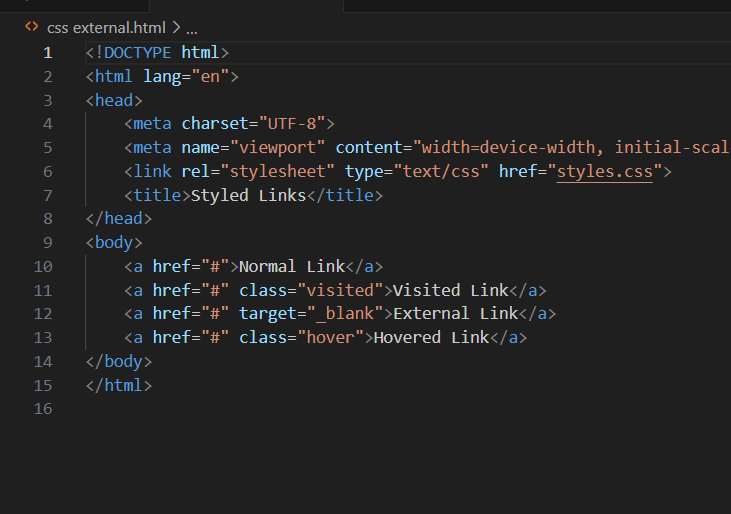 css external.html > ...
1 <!DOCTYPE html>
2 <html lang="en">
3 <head>
4     <meta charset="UTF-8">
5     <meta name="viewport" content="width=device-width, initial-scal
6     <link rel="stylesheet" type="text/css" href="styles.css">
7     <title>Styled Links</title>
8 </head>
9 <body>
10     <a href="#">Normal Link</a>
11     <a href="#" class="visited">Visited Link</a>
12     <a href="#" target="_blank">External Link</a>
13     <a href="#" class="hover">Hovered Link</a>
14 </body>
15 </html>
16